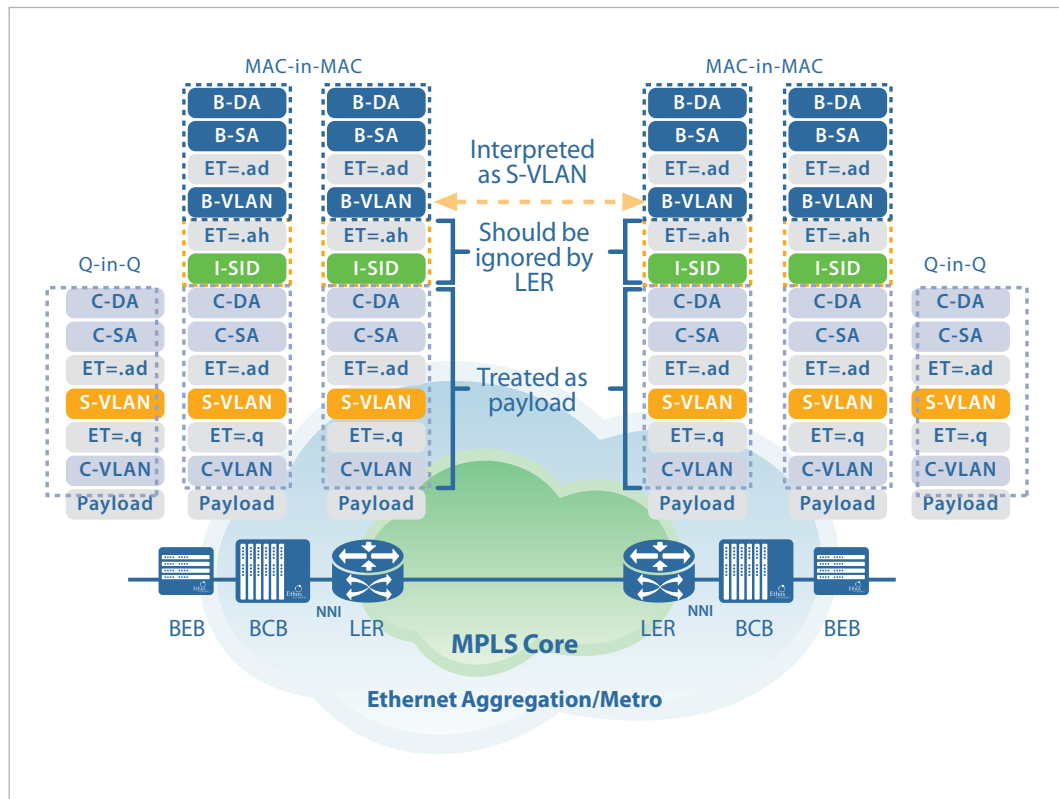 MAC-in-MAC
MAC-in-MAC
B-DA
B-DA
B-DA
B-DA
B-SA
B-SA
Interpreted
as S-VLAN
B-SA
B-SA
ET=.ad
ET=.ad
ET=.ad
ET=.ad
B-VLAN
B-VLAN
B-VLAN
B-VLAN
ET=.ah
ET=.ah
Should be
ignored by
LER
ET=.ah
ET=.ah
Q-in-Q
I-SID
I-SID
I-SID
I-SID
Q-in-Q
C-DA
C-DA
C-DA
C-DA
C-DA
C-DA
C-SA
C-SA
C-SA
C-SA
C-SA
C-SA
ET=.ad
ET=.ad
ET=.ad
Treated as
payload
ET=.ad
ET=.ad
ET=.ad
S-VLAN
S-VLAN
S-VLAN
S-VLAN
S-VLAN
S-VLAN
ET=.q
ET=.q
ET=.q
ET=.q
ET=.q
ET=.q
C-VLAN
C-VLAN
C-VLAN
C-VLAN
C-VLAN
C-VLAN
Payload
Payload
Payload
Payload
Payload
Payload
Ethos
Ethos
Ethos
Ethos
NNI
NNI
BEB
BCB
LER
LER
BCB
BEB
MPLS Core
Ethernet Aggregation/Metro